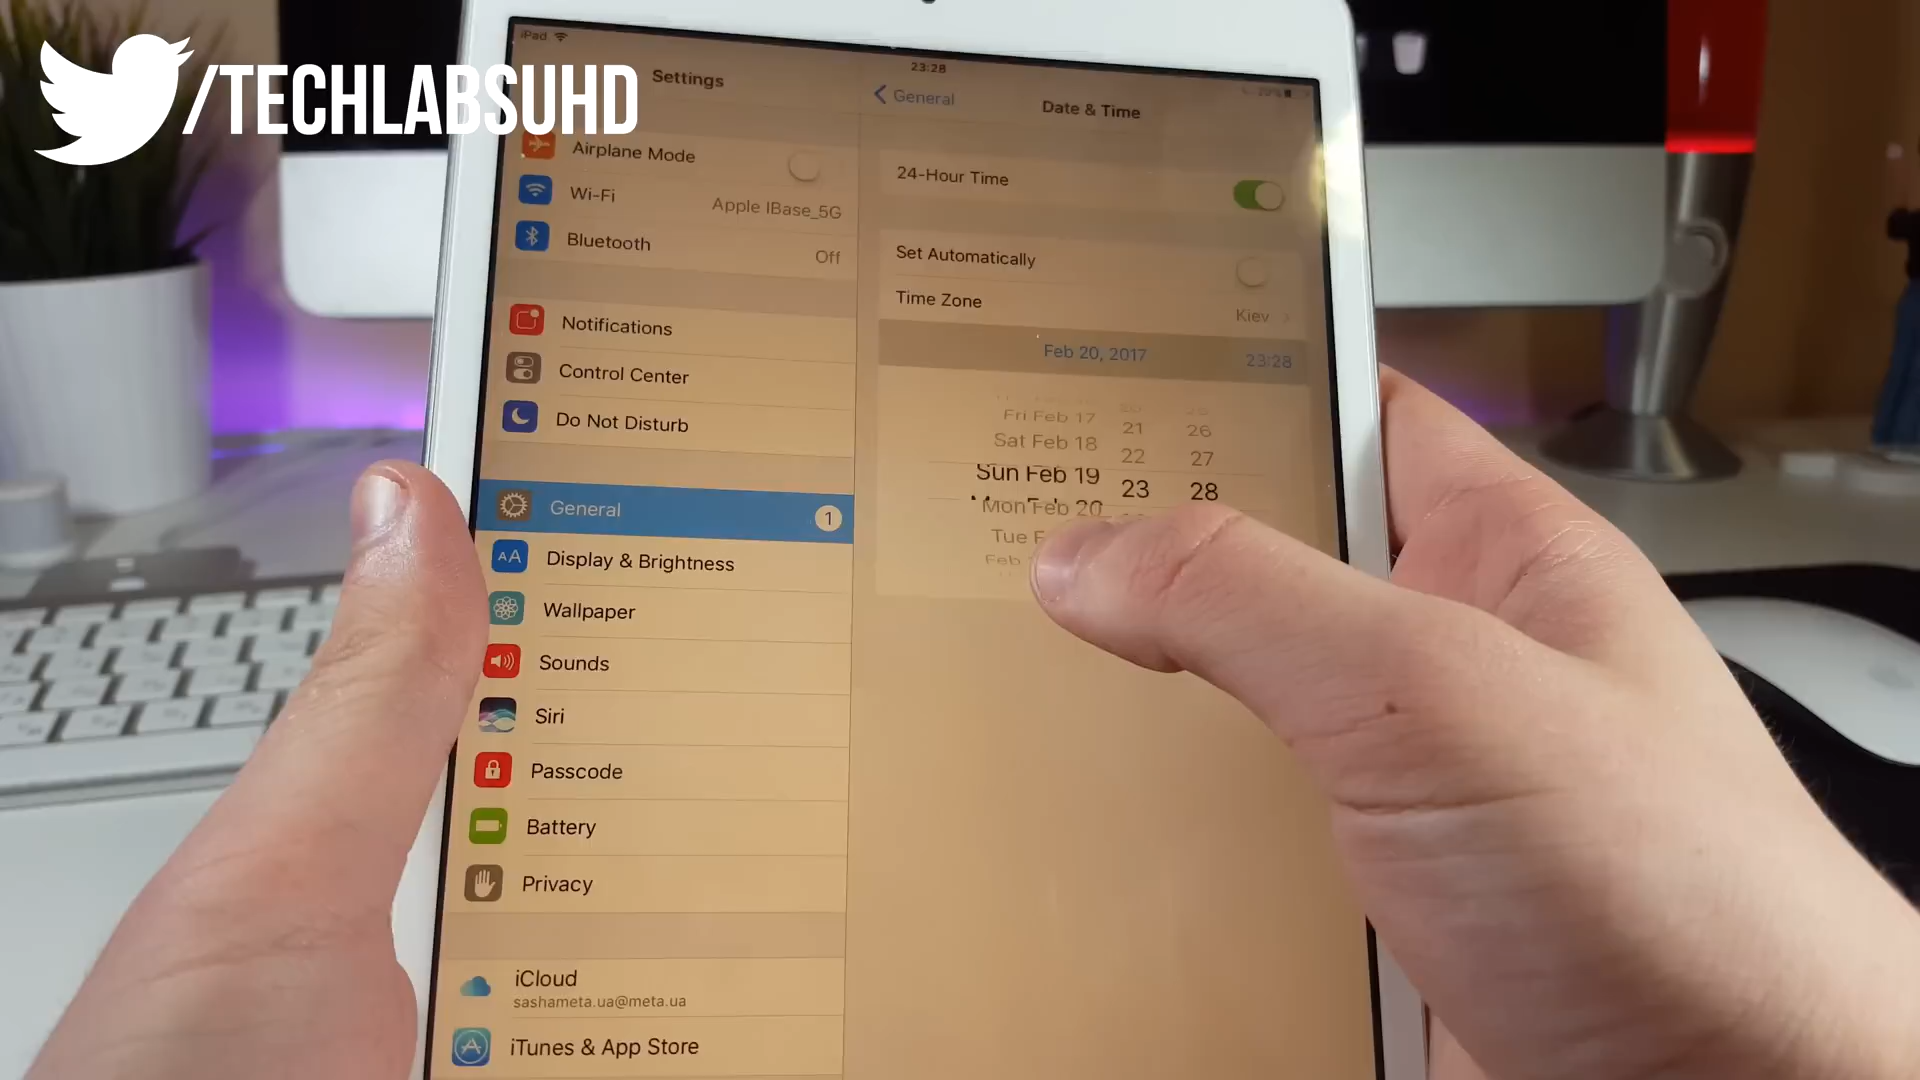 /TECHLABSUHD
iPad
23:28
Settings
General
Date & Time
Airplane Mode
Wi-Fi
Apple IBase_5G
Bluetooth
Off
Notifications
Control Center
Do Not Disturb
General
1
Display & Brightness
AA
Wallpaper
Sounds
Siri
Passcode
Battery
Privacy
iCloud
sashameta.ua@meta.ua
iTunes & App Store
24-Hour Time
Set Automatically
Time Zone
Kiev
Feb 20, 2017 23:28
Fri Feb 17 21 26
Sat Feb 18 22 27
Sun Feb 19 23 28
Mon Feb 20
Tue
Feb